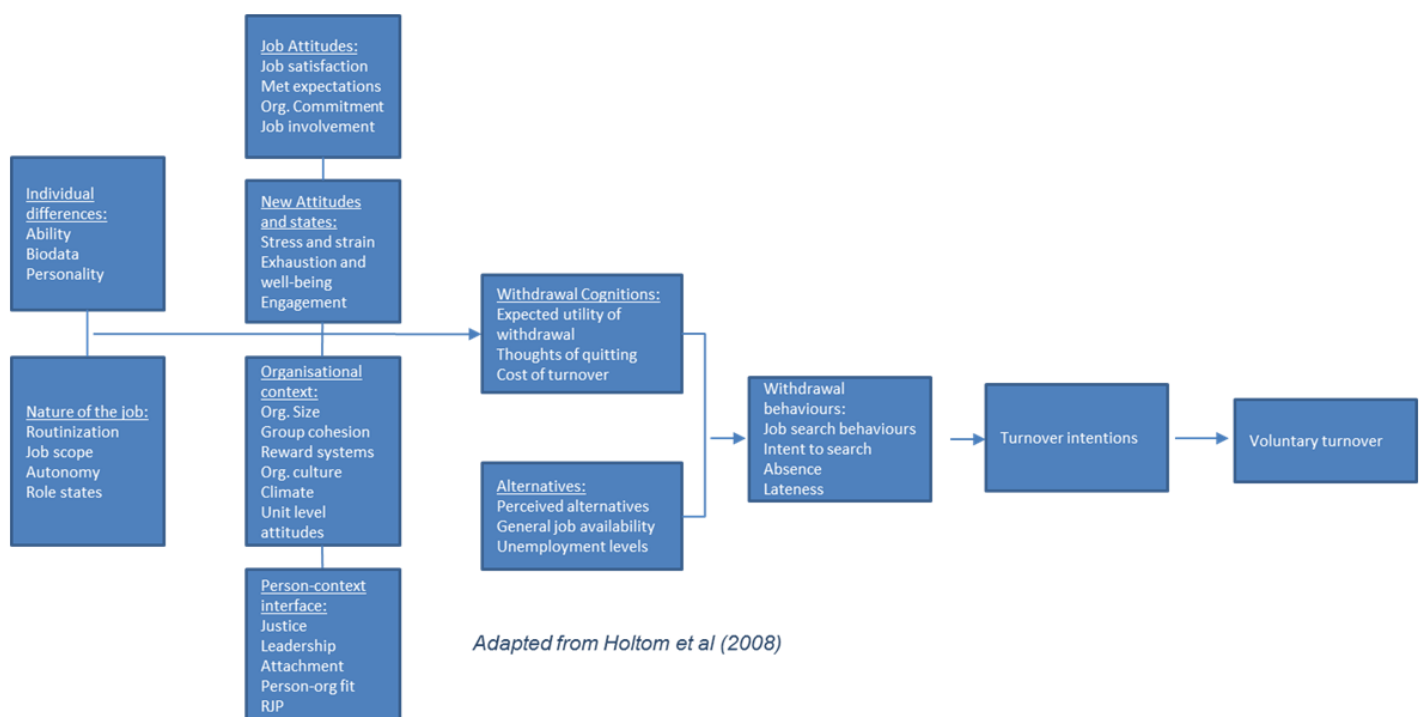 Job Attitudes:
Job satisfaction
Met expectations
Org. Commitment
Job involvement
Individual
differences:
Ability
Biodata
Personality
New Attitudes
and states:
Stress and strain
Exhaustion and
well-being
Engagement
Nature of the job:
Routinization
Job scope
Autonomy
Role states
Organisational
context:
Org. Size
Group cohesion
Reward systems
Org. culture
Climate
Unit level
attitudes
Person-context
interface:
Justice
Leadership
Attachment
Person-org fit
RJP
Withdrawal Cognitions:
Expected utility of
withdrawal
Thoughts of quitting
Cost of turnover
Alternatives:
Perceived alternatives
General job availability
Unemployment levels
Withdrawal
behaviours:
Job search behaviours
Intent to search
Absence
Lateness
Turnover intentions
Voluntary turnover
Adapted from Holtom et al (2008)